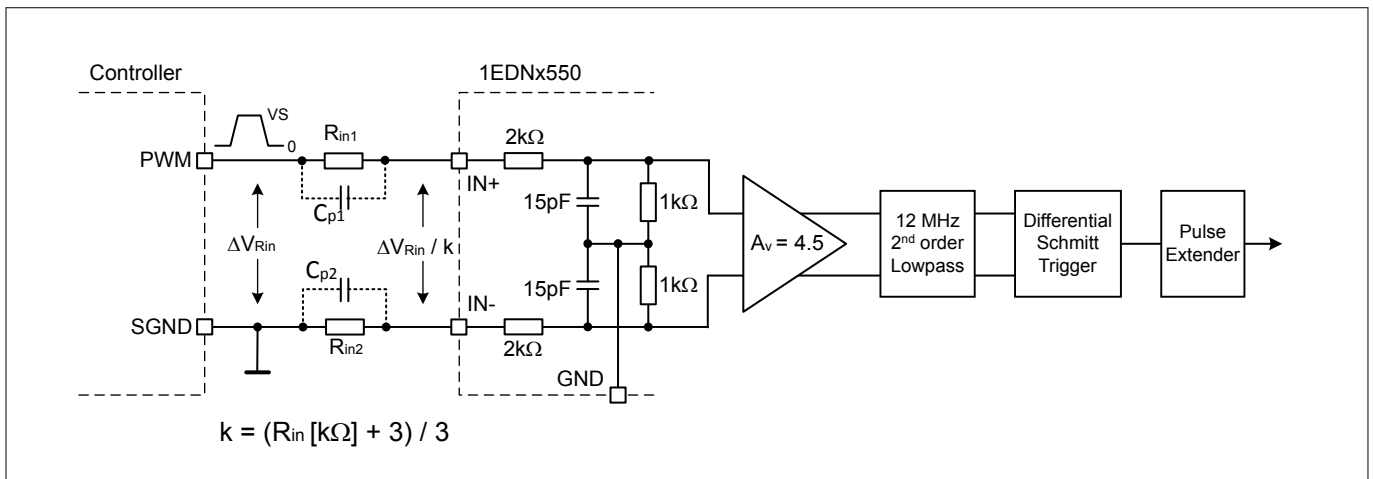 Controller
1EDNx550
VS
0
Rin1
2kΩ
PWM
IN+
Cp1
15pF
1kΩ
ΔVRin
ΔVRin / k
Av = 4.5
12 MHz
2nd order
Lowpass
Differential
Schmitt
Trigger
Pulse
Extender
Cp2
15pF
1kΩ
IN-
SGND
Rin2
2kΩ
GND
k = (Rin [kΩ] + 3) / 3